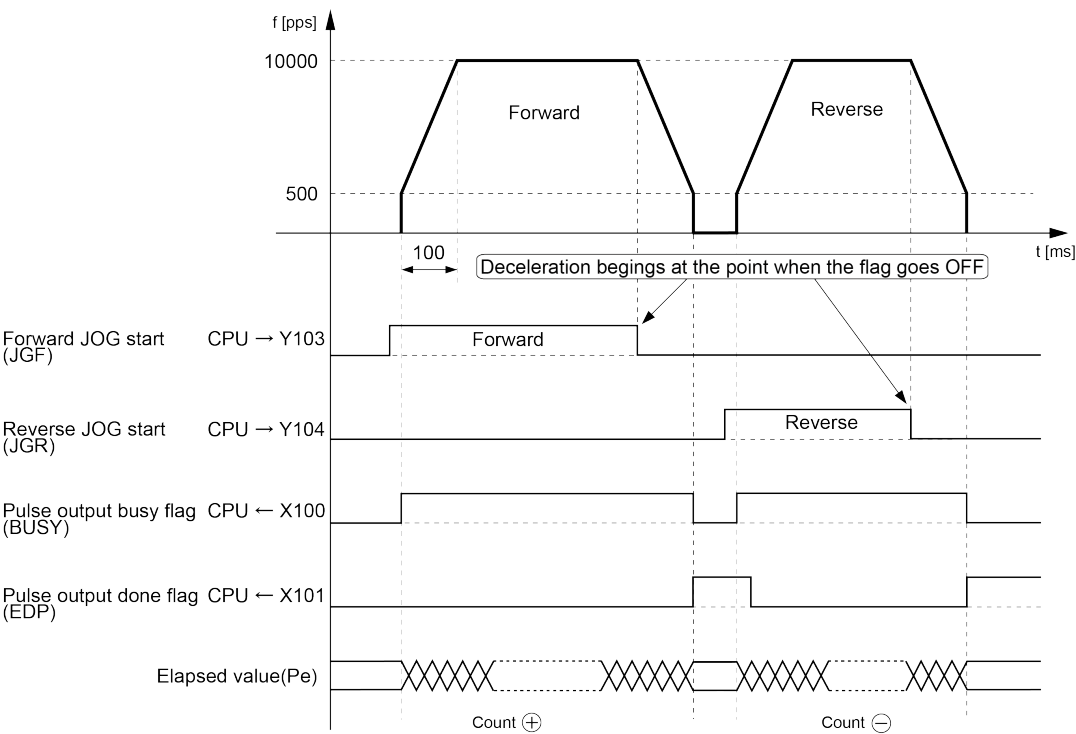 f [pps]
10000
Forward
Reverse
500
t [ms]
100
Deceleration begings at the point when the flag goes OFF
Forward JOG start CPU → Y103
(JGF)
Forward
Reverse JOG start CPU → Y104
(JGR)
Reverse
Pulse output busy flag CPU ← X100
(BUSY)
Pulse output done flag CPU ← X101
(EDP)
Elapsed value(Pe)
Count ⊕
Count ⊖